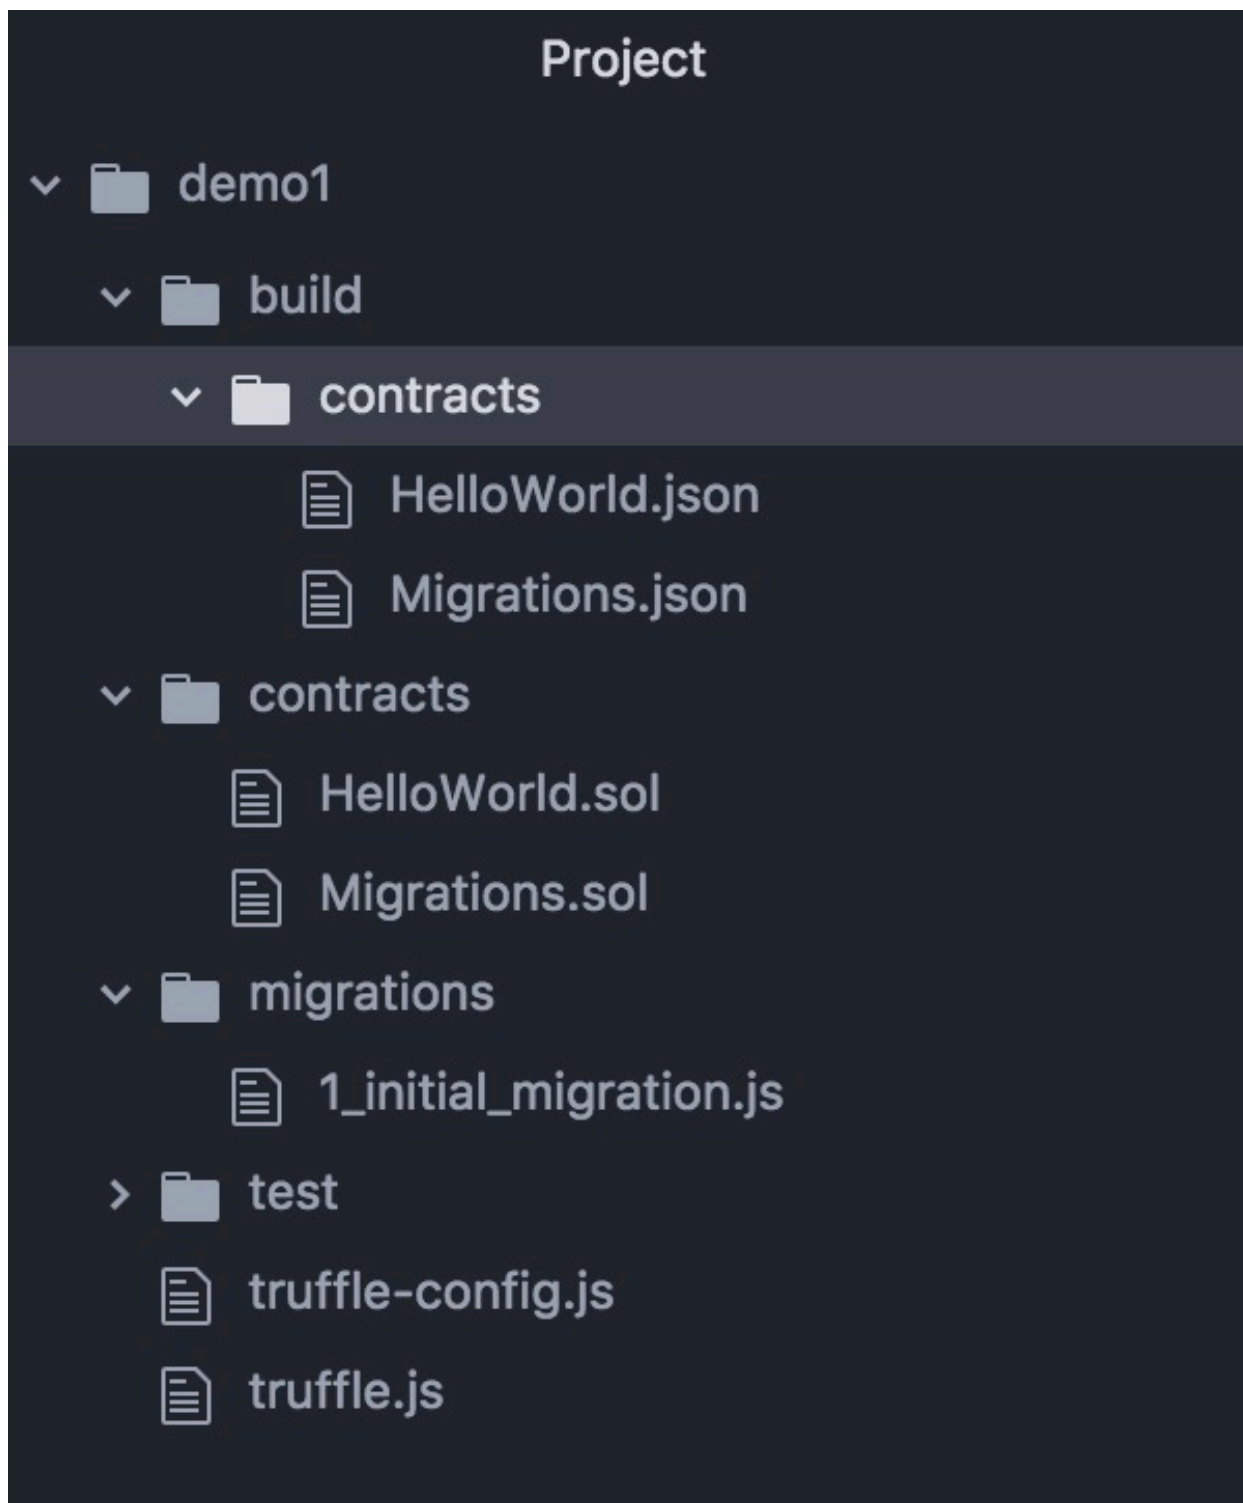 Project
demo1
build
contracts
HelloWorld.json
Migrations.json
contracts
HelloWorld.sol
Migrations.sol
migrations
1_initial_migration.js
test
truffle-config.js
truffle.js